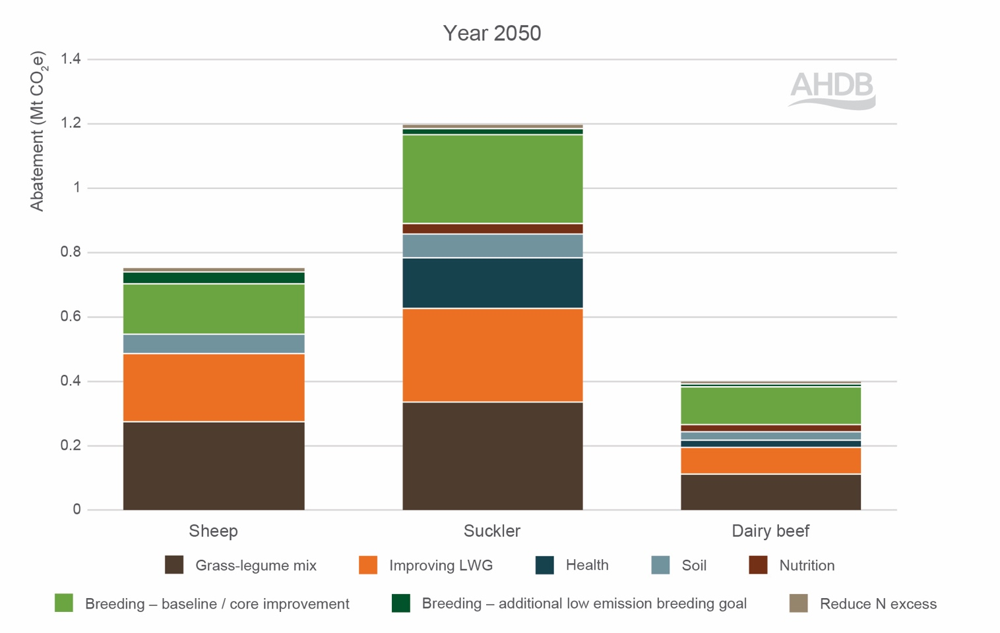 Year 2050
Abatement (Mt CO₂e)
1.4
1.2
1
0.8
0.6
0.4
0.2
0
AHDB
Sheep
Suckler
Dairy beef
Grass-legume mix
Improving LWG
Health
Soil
Nutrition
Breeding – baseline / core improvement
Breeding – additional low emission breeding goal
Reduce N excess